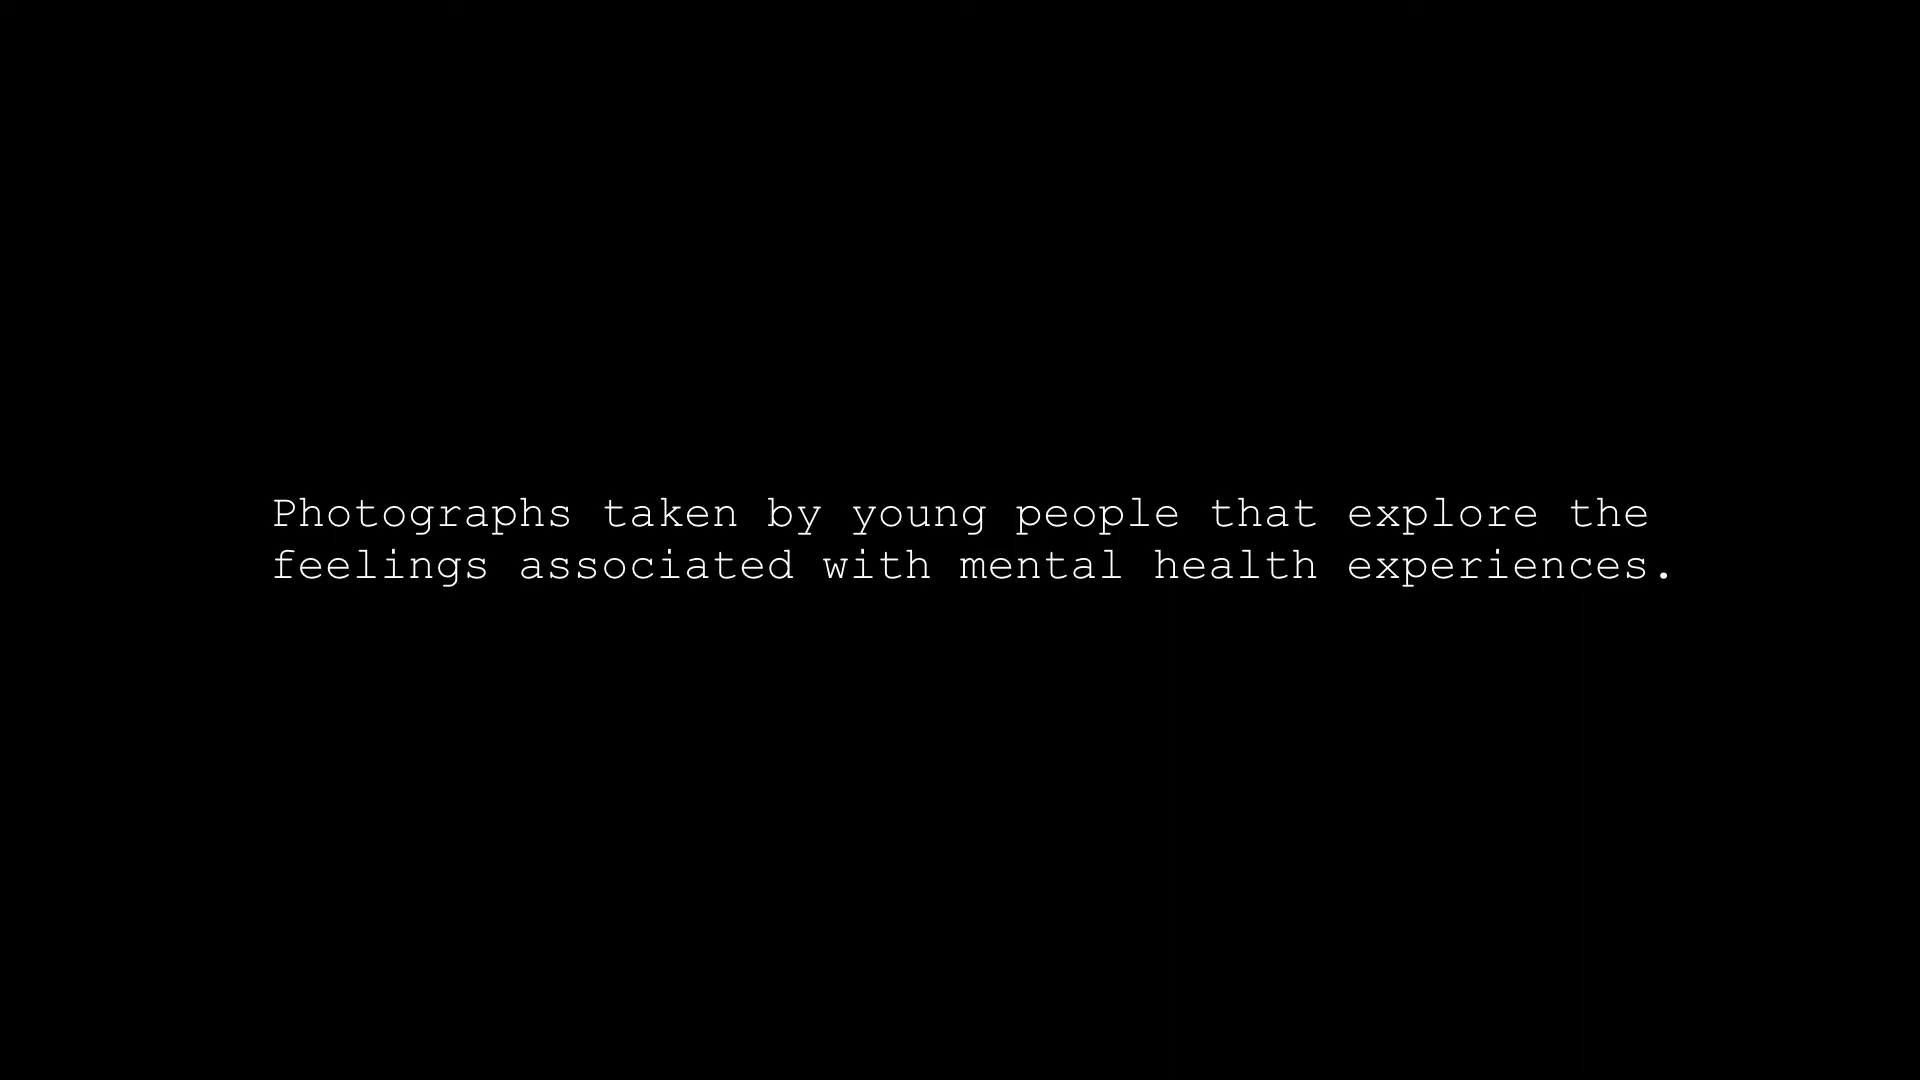 Photographs taken by young people that explore the
feelings associated with mental health experiences.